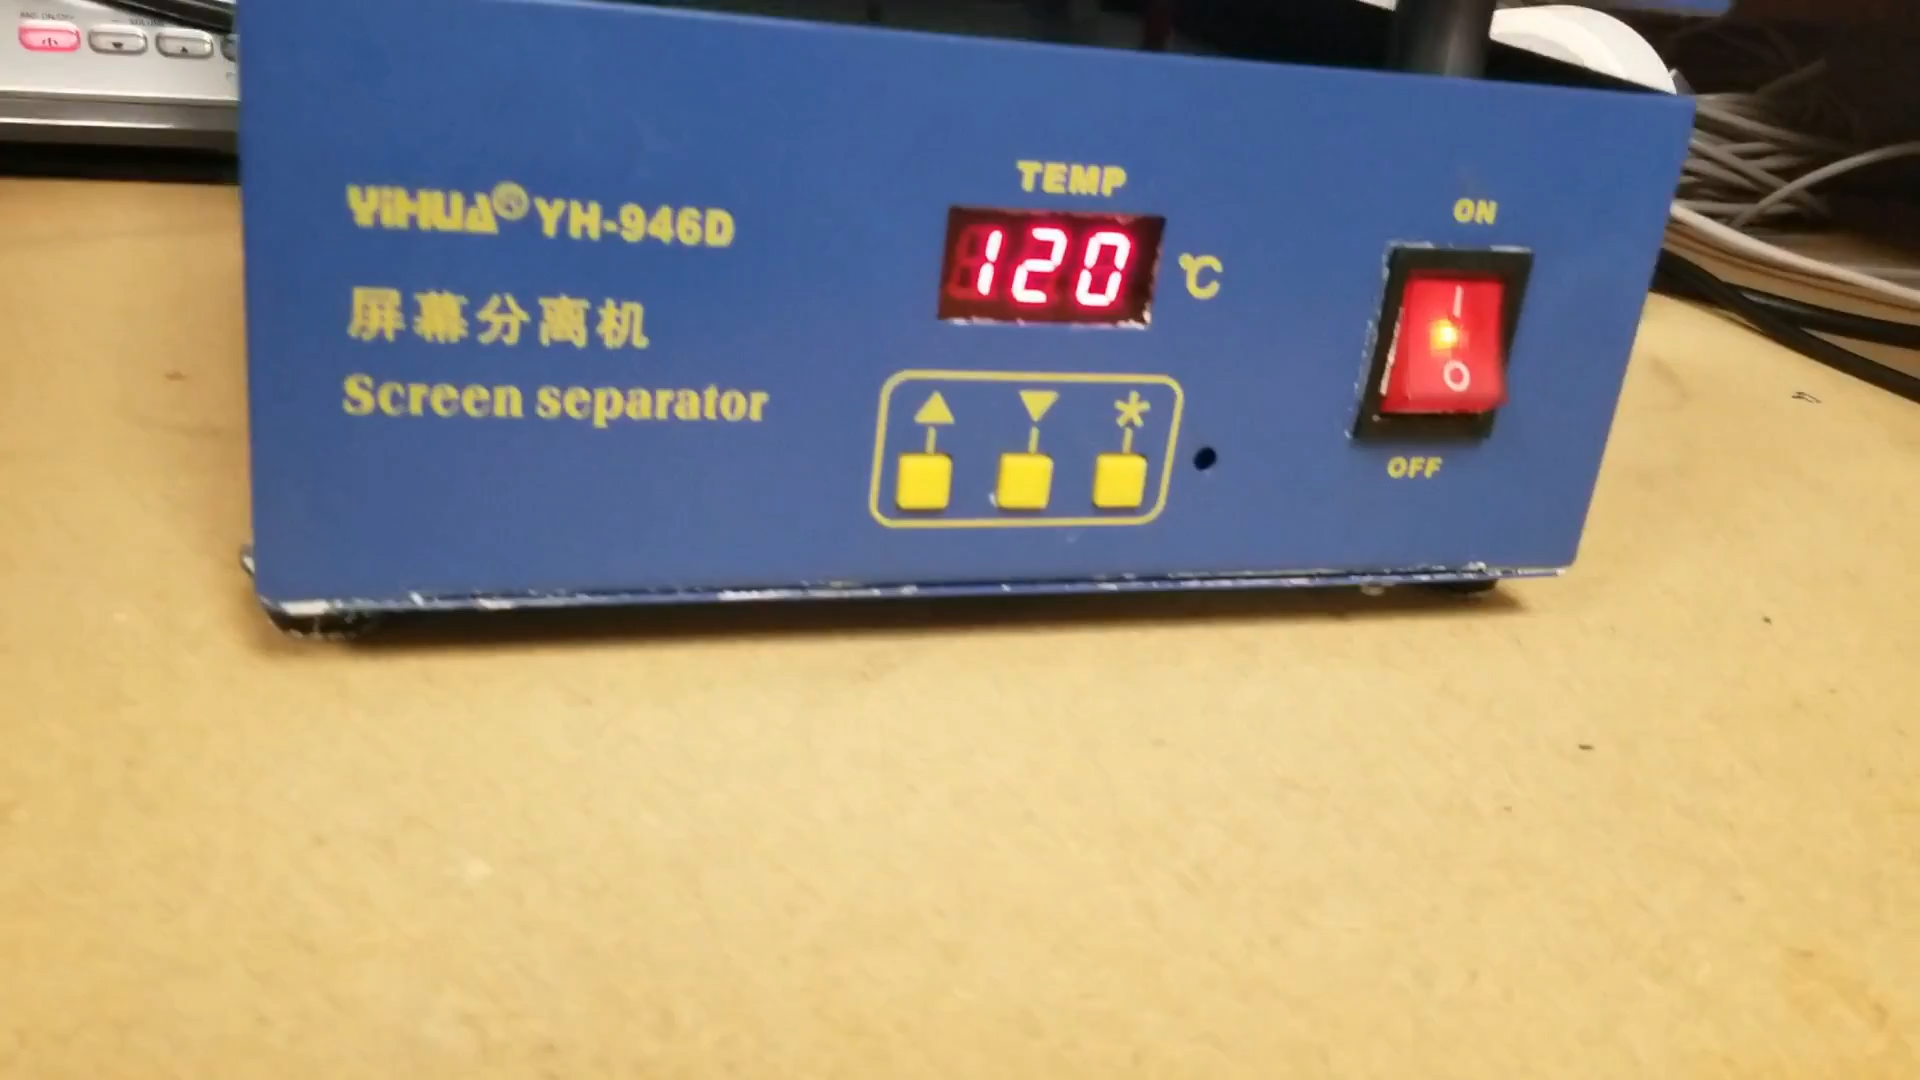 YiHUA® YH-946D
屏幕分离机
Screen separator
TEMP
120
℃
ON
OFF